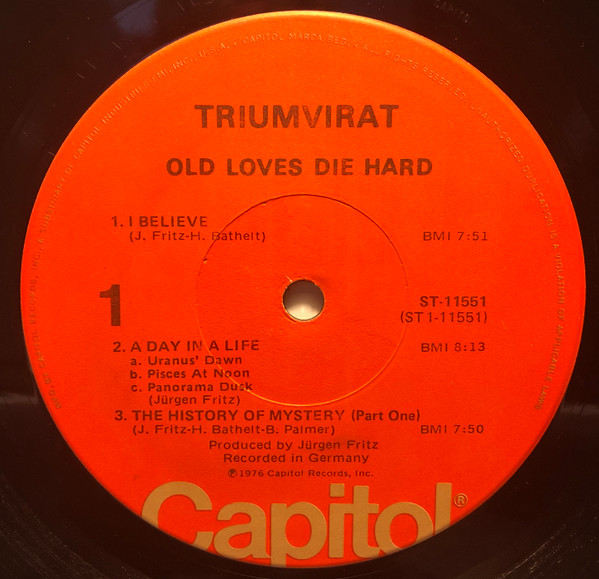 TRIUMVIRAT
OLD LOVES DIE HARD
1. I BELIEVE
(J. Fritz-H. Bathelt) BMI 7:51
1
ST-11551
(ST 1-11551)
2. A DAY IN A LIFE BMI 8:13
a. Uranus' Dawn
b. Pisces At Noon
c. Panorama Dusk
(Jürgen Fritz)
3. THE HISTORY OF MYSTERY (Part One)
(J. Fritz-H. Bathelt-B. Palmer) BMI 7:50
Produced by Jürgen Fritz
Recorded in Germany
℗1976 Capitol Records, Inc.
Capitol®